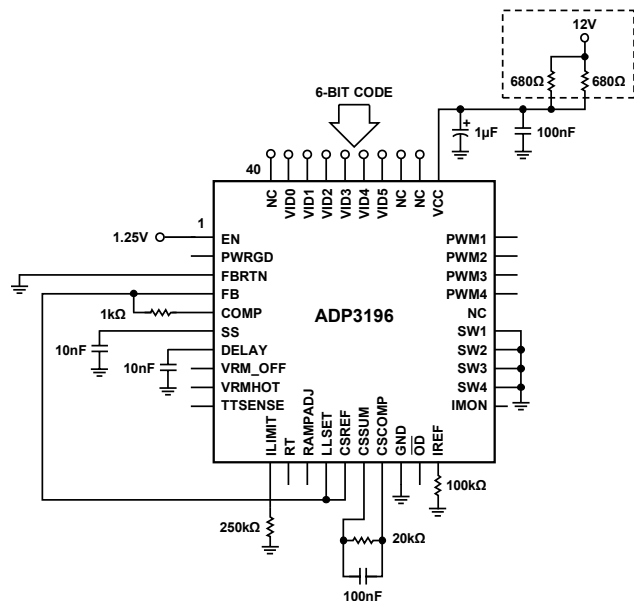 12V
680Ω
680Ω
6-BIT CODE
+
1µF
100nF
40
NC
VID0
VID1
VID2
VID3
VID4
VID5
NC
NC
VCC
1
1.25V
EN
PWRGD
FBRTN
FB
COMP
SS
DELAY
VRM_OFF
VRMHOT
TTSENSE
1kΩ
10nF
10nF
ADP3196
PWM1
PWM2
PWM3
PWM4
NC
SW1
SW2
SW3
SW4
IMON
ILIMIT
RT
RAMPADJ
LLSET
CSREF
CSSUM
CSCOMP
GND
OD
IREF
250kΩ
20kΩ
100nF
100kΩ